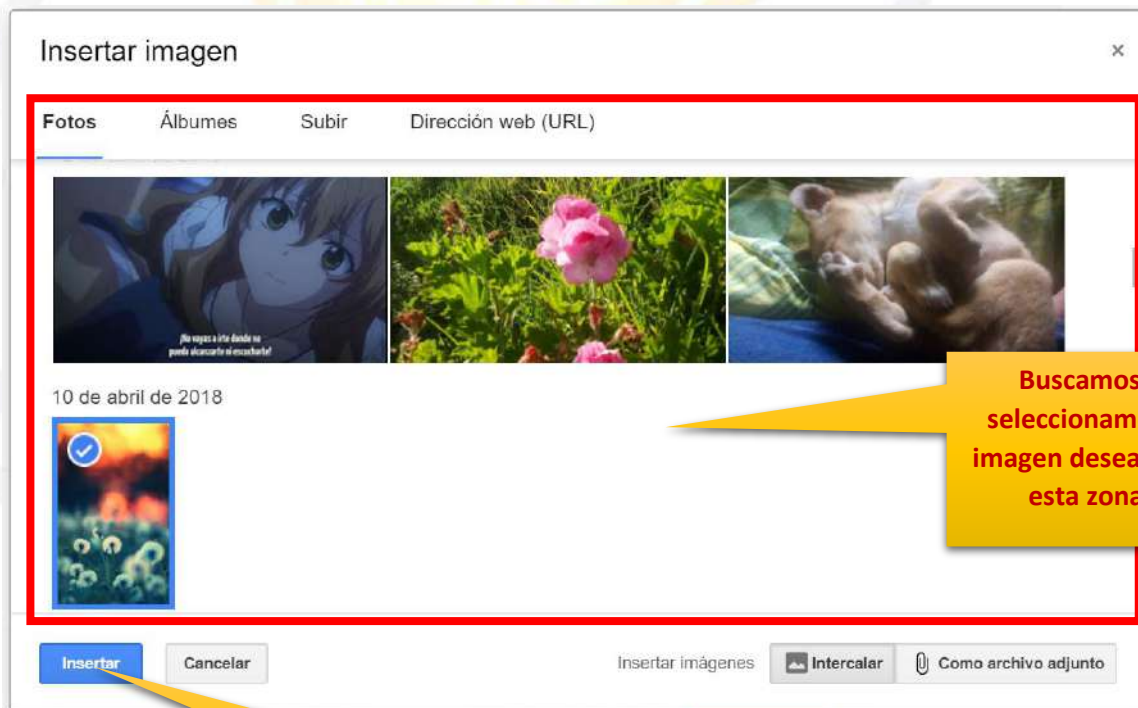 Insertar imagen
×
Fotos Álbumes Subir Dirección web (URL)
¡No vayas a irte donde no
pueda alcanzarte ni escucharte!
10 de abril de 2018
Buscamos
seleccionam
imagen desea
esta zona
Insertar Cancelar Insertar imágenes Intercalar Como archivo adjunto